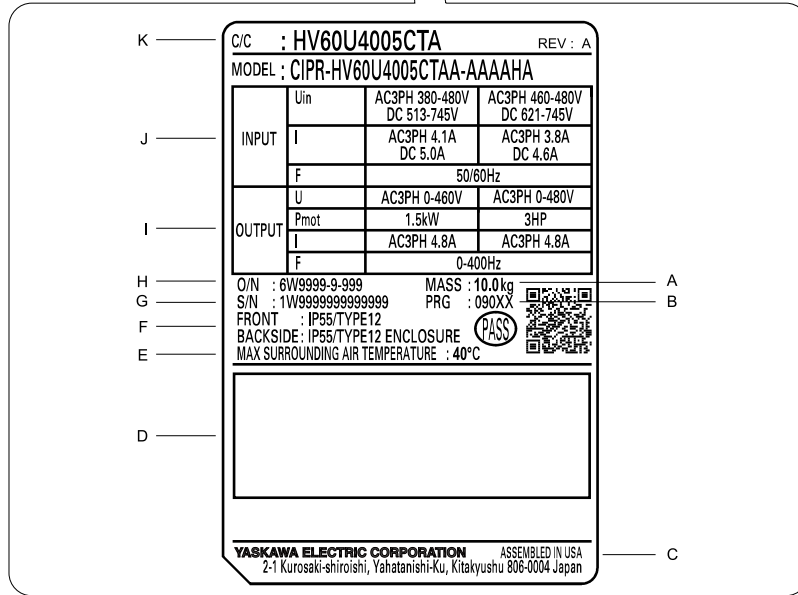 K
C/C : HV60U4005CTA REV : A
MODEL : CIPR-HV60U4005CTAA-AAAAHA
J
INPUT
Uin AC3PH 380-480V AC3PH 460-480V
DC 513-745V DC 621-745V
I AC3PH 4.1A AC3PH 3.8A
DC 5.0A DC 4.6A
F 50/60Hz
I
OUTPUT
U AC3PH 0-460V AC3PH 0-480V
Pmot 1.5kW 3HP
I AC3PH 4.8A AC3PH 4.8A
F 0-400Hz
H O/N : 6W9999-9-999 MASS : 10.0kg A
G S/N : 1W9999999999999 PRG : 090XX B
F FRONT : IP55/TYPE12
BACKSIDE : IP55/TYPE12 ENCLOSURE PASS
E MAX SURROUNDING AIR TEMPERATURE : 40°C
D
YASKAWA ELECTRIC CORPORATION ASSEMBLED IN USA C
2-1 Kurosaki-shiroishi, Yahatanishi-Ku, Kitakyushu 806-0004 Japan